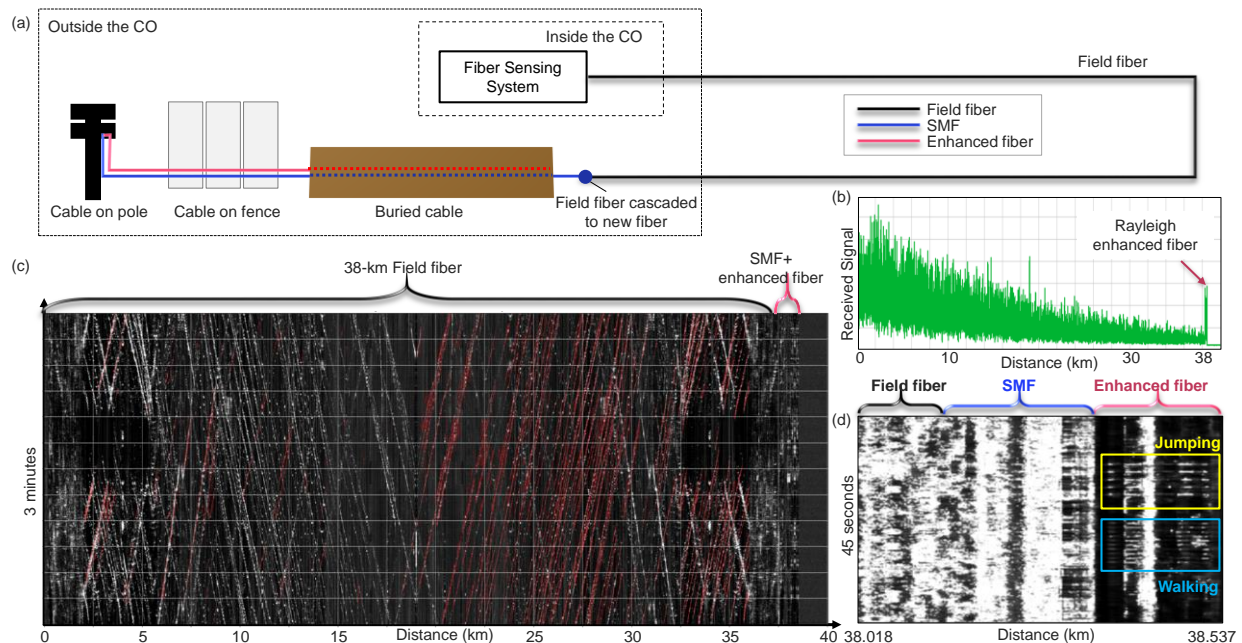 (a)
Outside the CO
Inside the CO
Fiber Sensing
System
Field fiber
Field fiber
SMF
Enhanced fiber
Cable on pole
Cable on fence
Buried cable
Field fiber cascaded
to new fiber
(b)
Received Signal
Rayleigh
enhanced fiber
0
10
30
38
Distance (km)
(c)
38-km Field fiber
SMF+
enhanced fiber
3 minutes
0
5
10
15
20
25
30
35
40
Distance (km)
Field fiber
SMF
Enhanced fiber
(d)
Jumping
Walking
45 seconds
38.018
Distance (km)
38.537